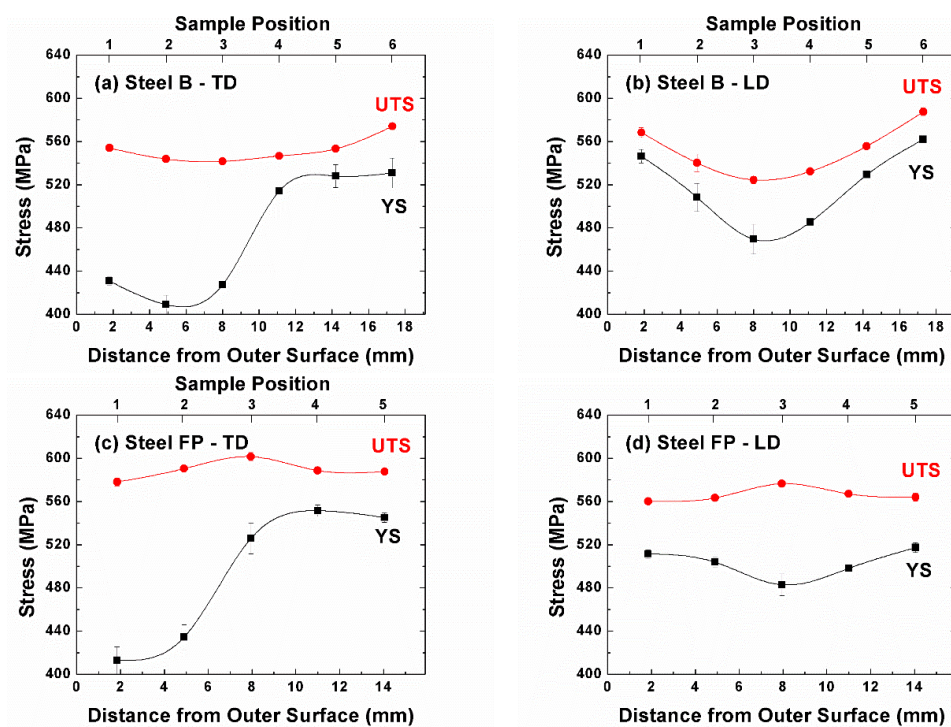 Sample Position
1 2 3 4 5 6
640
600
560
520
480
440
400
Stress (MPa)
(a) Steel B - TD
UTS
YS
0 2 4 6 8 10 12 14 16 18
Distance from Outer Surface (mm)
Sample Position
1 2 3 4 5 6
640
600
560
520
480
440
400
Stress (MPa)
(b) Steel B - LD
UTS
YS
0 2 4 6 8 10 12 14 16 18
Distance from Outer Surface (mm)
Sample Position
1 2 3 4 5
640
600
560
520
480
440
400
Stress (MPa)
(c) Steel FP - TD
UTS
YS
0 2 4 6 8 10 12 14
Distance from Outer Surface (mm)
Sample Position
1 2 3 4 5
640
600
560
520
480
440
400
Stress (MPa)
(d) Steel FP - LD
UTS
YS
0 2 4 6 8 10 12 14
Distance from Outer Surface (mm)